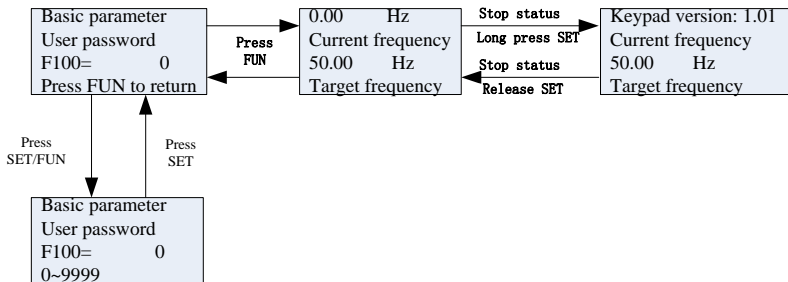 Basic parameter
User password
F100= 0
Press FUN to return
Press
FUN
0.00 Hz
Current frequency
50.00 Hz
Target frequency
Stop status
Long press SET
Stop status
Release SET
Keypad version: 1.01
Current frequency
50.00 Hz
Target frequency
Press
SET/FUN
Press
SET
Basic parameter
User password
F100= 0
0~9999